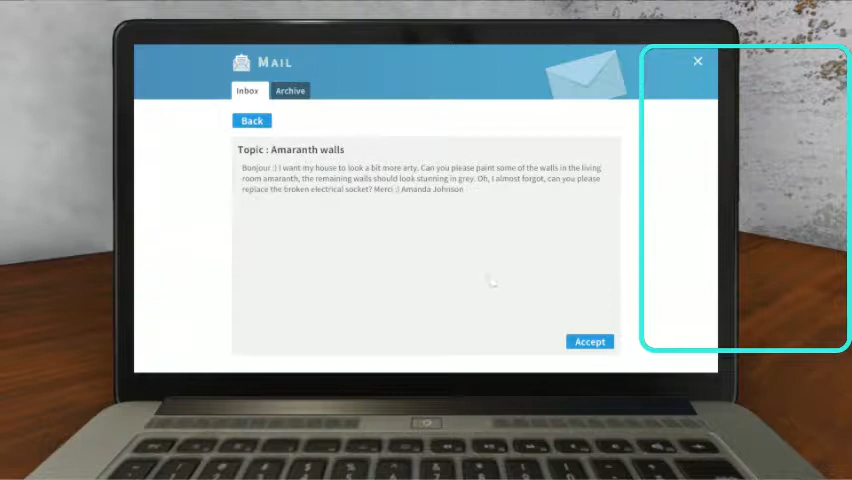 MAIL
Inbox Archive
Back
Topic : Amaranth walls
Bonjour :) I want my house to look a bit more arty. Can you please paint some of the walls in the living
room amaranth, the remaining walls should look stunning in grey. Oh, I almost forgot, can you please
replace the broken electrical socket? Merci :) Amanda Johnson
Accept